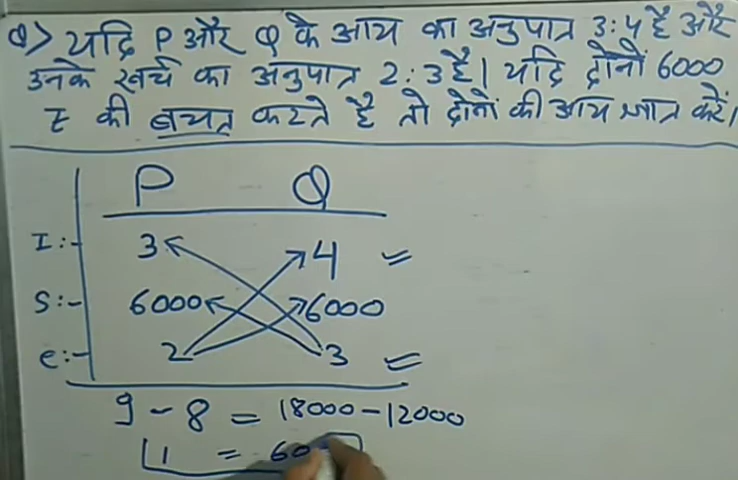 Q> यदि P और Q के आय का अनुपात्र 3:4 है और
उनके खर्च का अनुपात्र 2:3 है। यदि दोनों 6000
₹ की बचत्र करते है तो दोनों की आय ज्ञात्र करें।
P Q
I:- 3 4 =
S:- 6000 6000
e:- 2 3 =
9 - 8 = 18000 - 12000
1 =